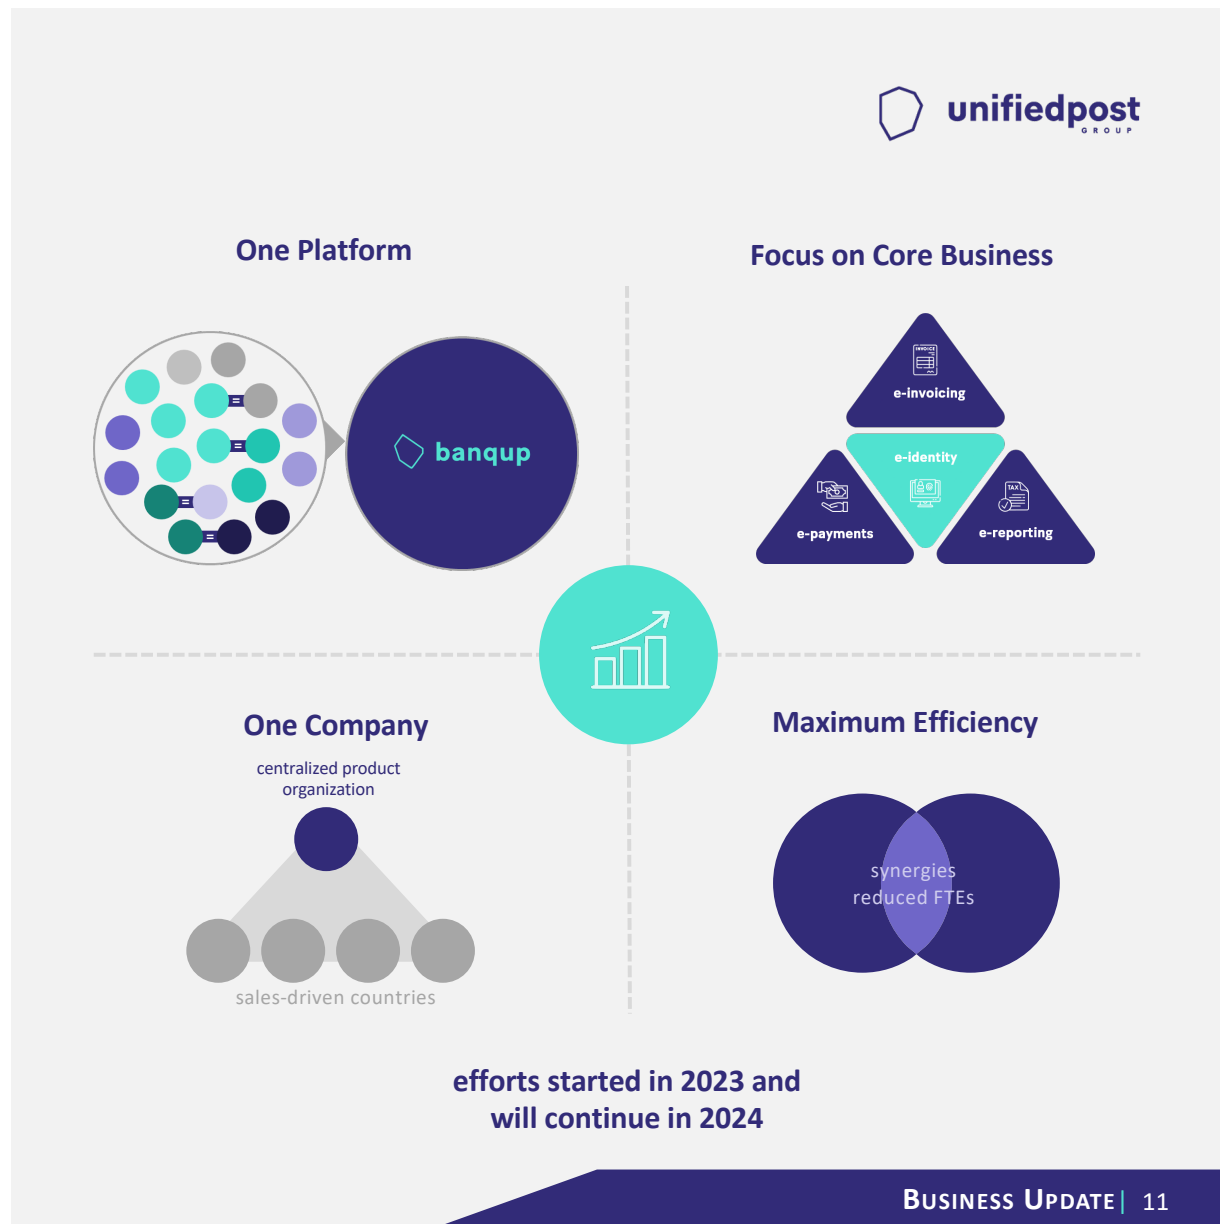 unifiedpost
GROUP
One Platform
banqup
Focus on Core Business
INVOICE
e-invoicing
e-identity
e-payments
TAX
e-reporting
One Company
centralized product
organization
sales-driven countries
Maximum Efficiency
synergies
reduced FTEs
efforts started in 2023 and
will continue in 2024
BUSINESS UPDATE| 11